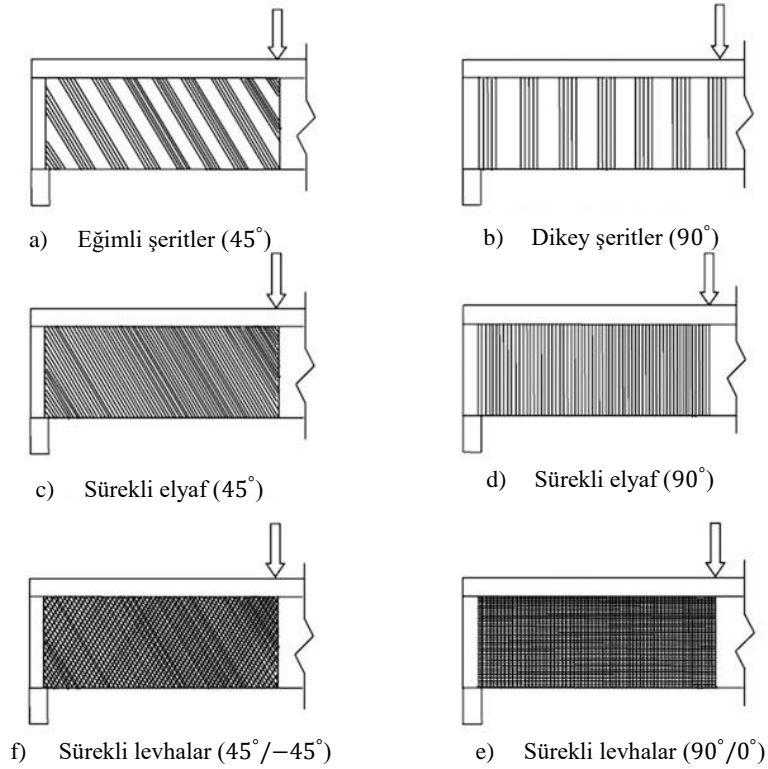 a) Eğimli şeritler (45°)
b) Dikey şeritler (90°)
c) Sürekli elyaf (45°)
d) Sürekli elyaf (90°)
f) Sürekli levhalar (45°/−45°)
e) Sürekli levhalar (90°/0°)